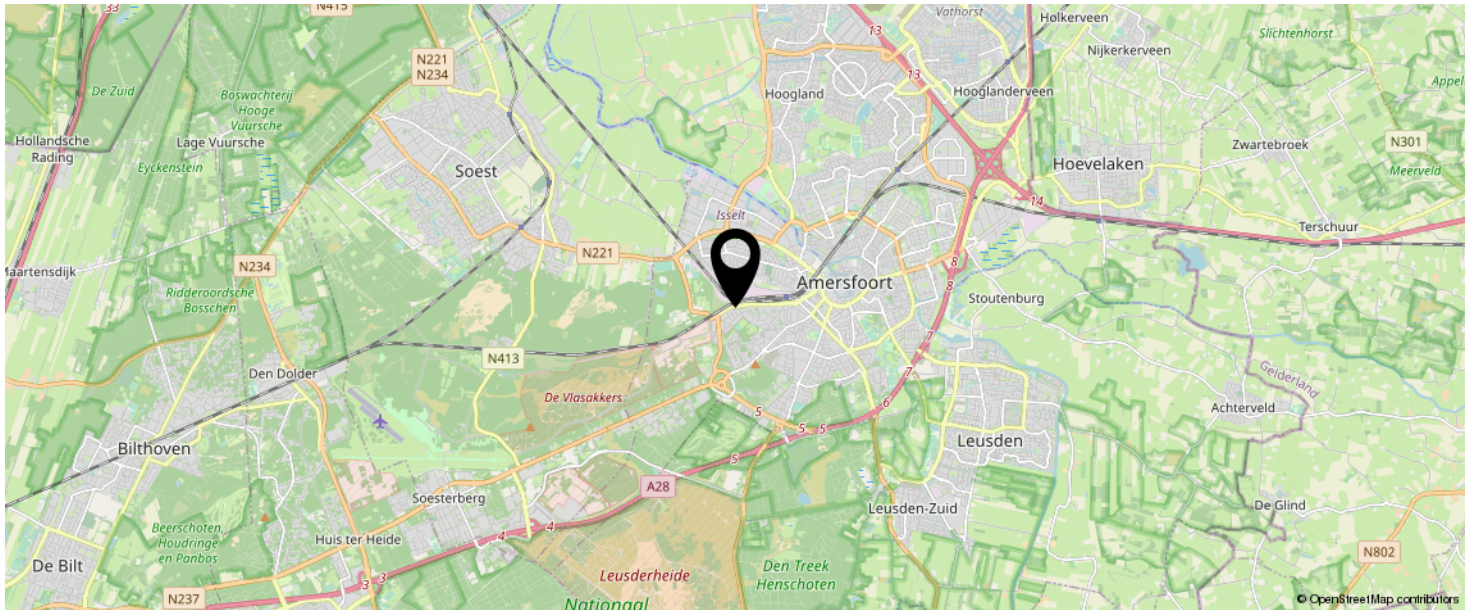 33
N415
Vathorst
13
Holkerveen
Slichtenhorst
Nijkerkerveen
N221
N234
De Zuid
Boswachterij
Hooge
Vuursche
13
Hoogland
Hooglanderveen
Hollandsche
Rading
Lage Vuursche
Eyckenstein
Soest
Hoevelaken
Zwartebroek
N301
Meerveld
Isselt
14
Terschuur
N221
N234
8
Amersfoort
8
Stoutenburg
Ridderoordsche
Bosschen
7
Den Dolder
N413
7
Gelderland
De Vlasakkers
6
5
5
5
Achterveld
Bilthoven
Leusden
5
A28
Soesterberg
Leusden-Zuid
De Glind
4
4
Beerschoten,
Houdringe
en Panbos
Huis ter Heide
N802
De Bilt
3
3
Leusderheide
Den Treek
Henschoten
N237
Nationaal
© OpenStreetMap contributors